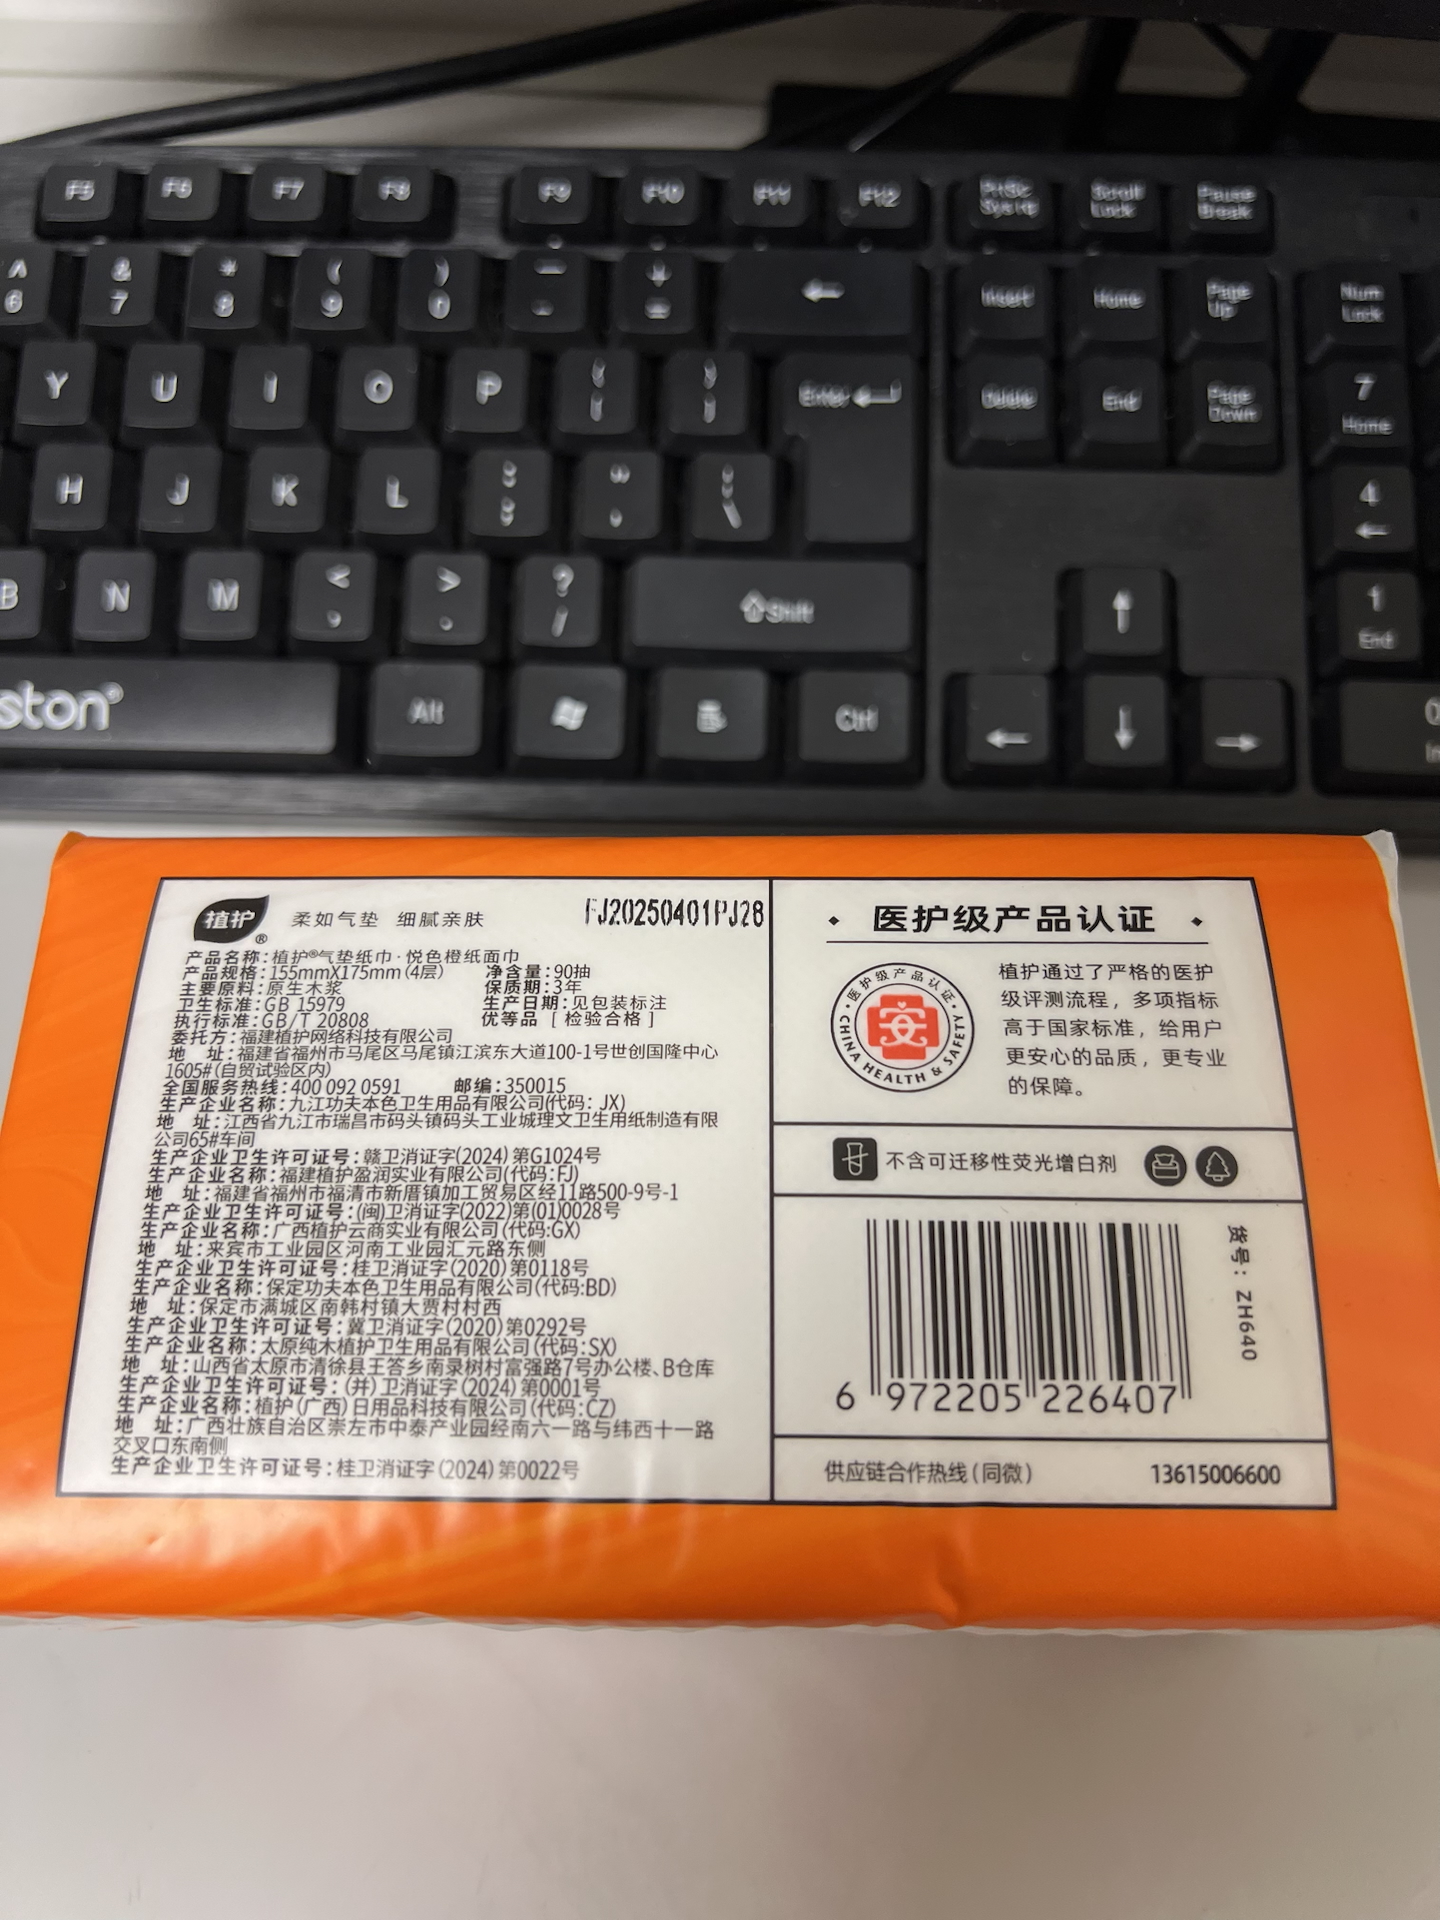 F5 F6 F7 F8 F9 F10 F11 F12 PrtSc SysRq Scroll Lock Pause Break
^ 6 & 7 * 8 ( 9 ) 0 — - + = ← Insert Home Page Up Num Lock
Y U I O P { [ } ] Enter Delete End Page Down 7 Home
H J K L : ; " ' | \ 4 ←
B N M < , > . ? / Shift ↑ 1 End
ston® Alt Ctrl ← ↓ → 0 In
植护®
柔如气垫 细腻亲肤
FJ20250401PJ28
产品名称:植护®气垫纸巾·悦色橙纸面巾
产品规格:155mmX175mm(4层) 净含量:90抽
主要原料:原生木浆 保质期:3年
卫生标准:GB 15979 生产日期:见包装标注
执行标准:GB/T 20808 优等品 [ 检验合格 ]
委托方:福建植护网络科技有限公司
地 址:福建省福州市马尾区马尾镇江滨东大道100-1号世创国隆中心
1605#(自贸试验区内)
全国服务热线:400 092 0591 邮编:350015
生产企业名称:九江功夫本色卫生用品有限公司(代码: JX)
地 址:江西省九江市瑞昌市码头镇码头工业城理文卫生用纸制造有限
公司65#车间
生产企业卫生许可证号:赣卫消证字(2024)第G1024号
生产企业名称:福建植护盈润实业有限公司(代码:FJ)
地 址:福建省福州市福清市新厝镇加工贸易区经11路500-9号-1
生产企业卫生许可证号:(闽)卫消证字(2022)第(01)0028号
生产企业名称:广西植护云商实业有限公司(代码:GX)
地 址:来宾市工业园区河南工业园汇元路东侧
生产企业卫生许可证号:桂卫消证字(2020)第0118号
生产企业名称:保定功夫本色卫生用品有限公司(代码:BD)
地 址:保定市满城区南韩村镇大贾村村西
生产企业卫生许可证号:冀卫消证字(2020)第0292号
生产企业名称:太原纯木植护卫生用品有限公司(代码:SX)
地 址:山西省太原市清徐县王答乡南录树村富强路7号办公楼、B仓库
生产企业卫生许可证号:(并)卫消证字(2024)第0001号
生产企业名称:植护(广西)日用品科技有限公司(代码:CZ)
地 址:广西壮族自治区崇左市中泰产业园经南六一路与纬西十一路
交叉口东南侧
生产企业卫生许可证号:桂卫消证字(2024)第0022号
医护级产品认证
·医护级产品认证·
CHINA HEALTH & SAFETY
植护通过了严格的医护
级评测流程，多项指标
高于国家标准，给用户
更安心的品质，更专业
的保障。
不含可迁移性荧光增白剂
6 972205 226407
货号：ZH640
供应链合作热线(同微) 13615006600